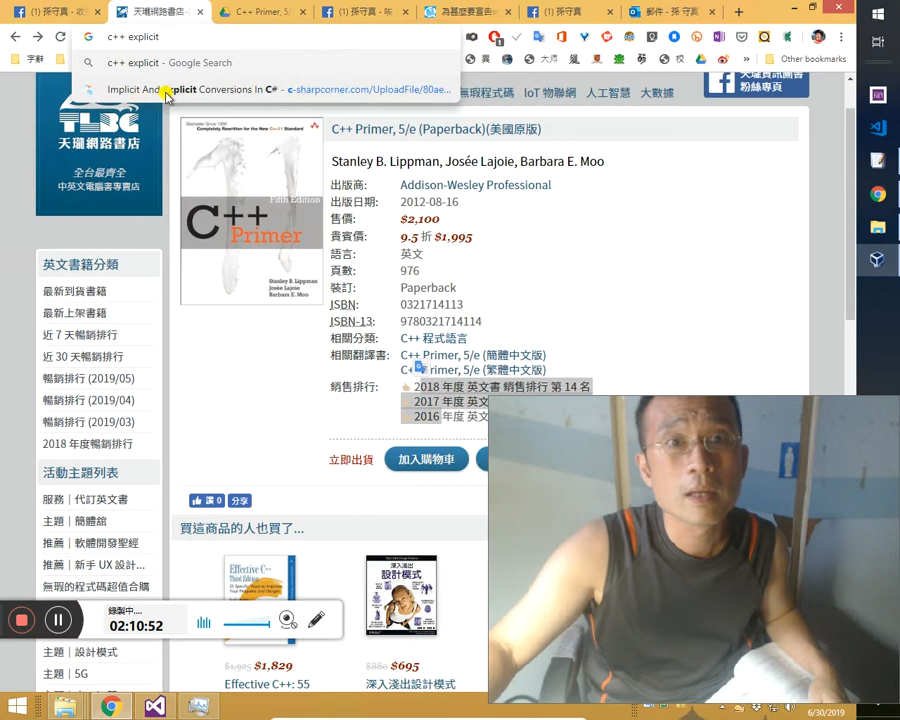 (1) 孫守真 - 收
天瓏網路書店-
C++ Primer, 5/
(1) 孫守真 - 唉
為甚麼要宣告s
(1) 孫守真
郵件 - 孫 守真
c++ explicit
字辭
c++ explicit - Google Search
Implicit And Explicit Conversions In C# - c-sharpcorner.com/UploadFile/80ae...
大師
Other bookmarks
無瑕程式碼 IoT 物聯網 人工智慧 大數據
天瓏資訊圖書
粉絲專頁
TLBC
天瓏網路書店
全台最齊全
中英文電腦書專賣店
C++ Primer, 5/e (Paperback)(美國原版)
Stanley B. Lippman, Josée Lajoie, Barbara E. Moo
出版商: Addison-Wesley Professional
出版日期: 2012-08-16
售價: $2,100
貴賓價: 9.5 折 $1,995
語言: 英文
頁數: 976
裝訂: Paperback
ISBN: 0321714113
ISBN-13: 9780321714114
相關分類: C++ 程式語言
相關翻譯書: C++ Primer, 5/e (簡體中文版)
rimer, 5/e (繁體中文版)
銷售排行: 2018 年度 英文書 銷售排行 第 14 名
2017 年度 英文
2016 年度 英文
Fifth Edition
C++
Primer
Stanley B. Lippman
Josée Lajoie
Barbara E. Moo
英文書籍分類
最新到貨書籍
最新上架書籍
近 7 天暢銷排行
近 30 天暢銷排行
暢銷排行 (2019/05)
暢銷排行 (2019/04)
暢銷排行 (2019/03)
2018 年度暢銷排行
活動主題列表
服務｜代訂英文書
主題｜簡體館
推薦｜軟體開發聖經
推薦｜新手 UX 設計...
無瑕的程式碼超值合購
主題｜設計模式
主題｜5G
立即出貨
加入購物車
讚 0
分享
買這商品的人也買了...
Effective C++
Third Edition
深入淺出
設計模式
錄製中....
02:10:52
$1,925 $1,829
Effective C++: 55
$880 $695
深入淺出設計模式
6/30/2019